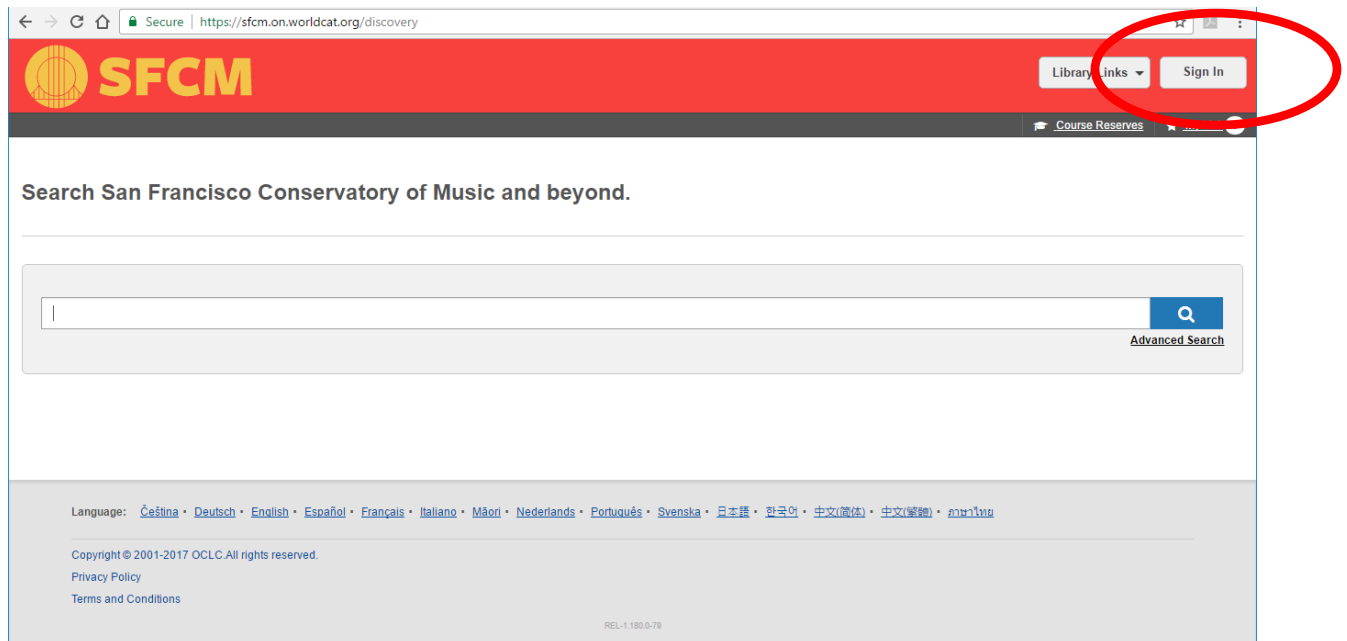 Secure | https://sfcm.on.worldcat.org/discovery
SFCM
Library Links
Sign In
Course Reserves
Search San Francisco Conservatory of Music and beyond.
Advanced Search
Language: Čeština • Deutsch • English • Español • Français • Italiano • Māori • Nederlands • Português • Svenska • 日本語 • 한국어 • 中文(简体) • 中文(繁體) • ภาษาไทย
Copyright © 2001-2017 OCLC.All rights reserved.
Privacy Policy
Terms and Conditions
REL-1.180.0-79